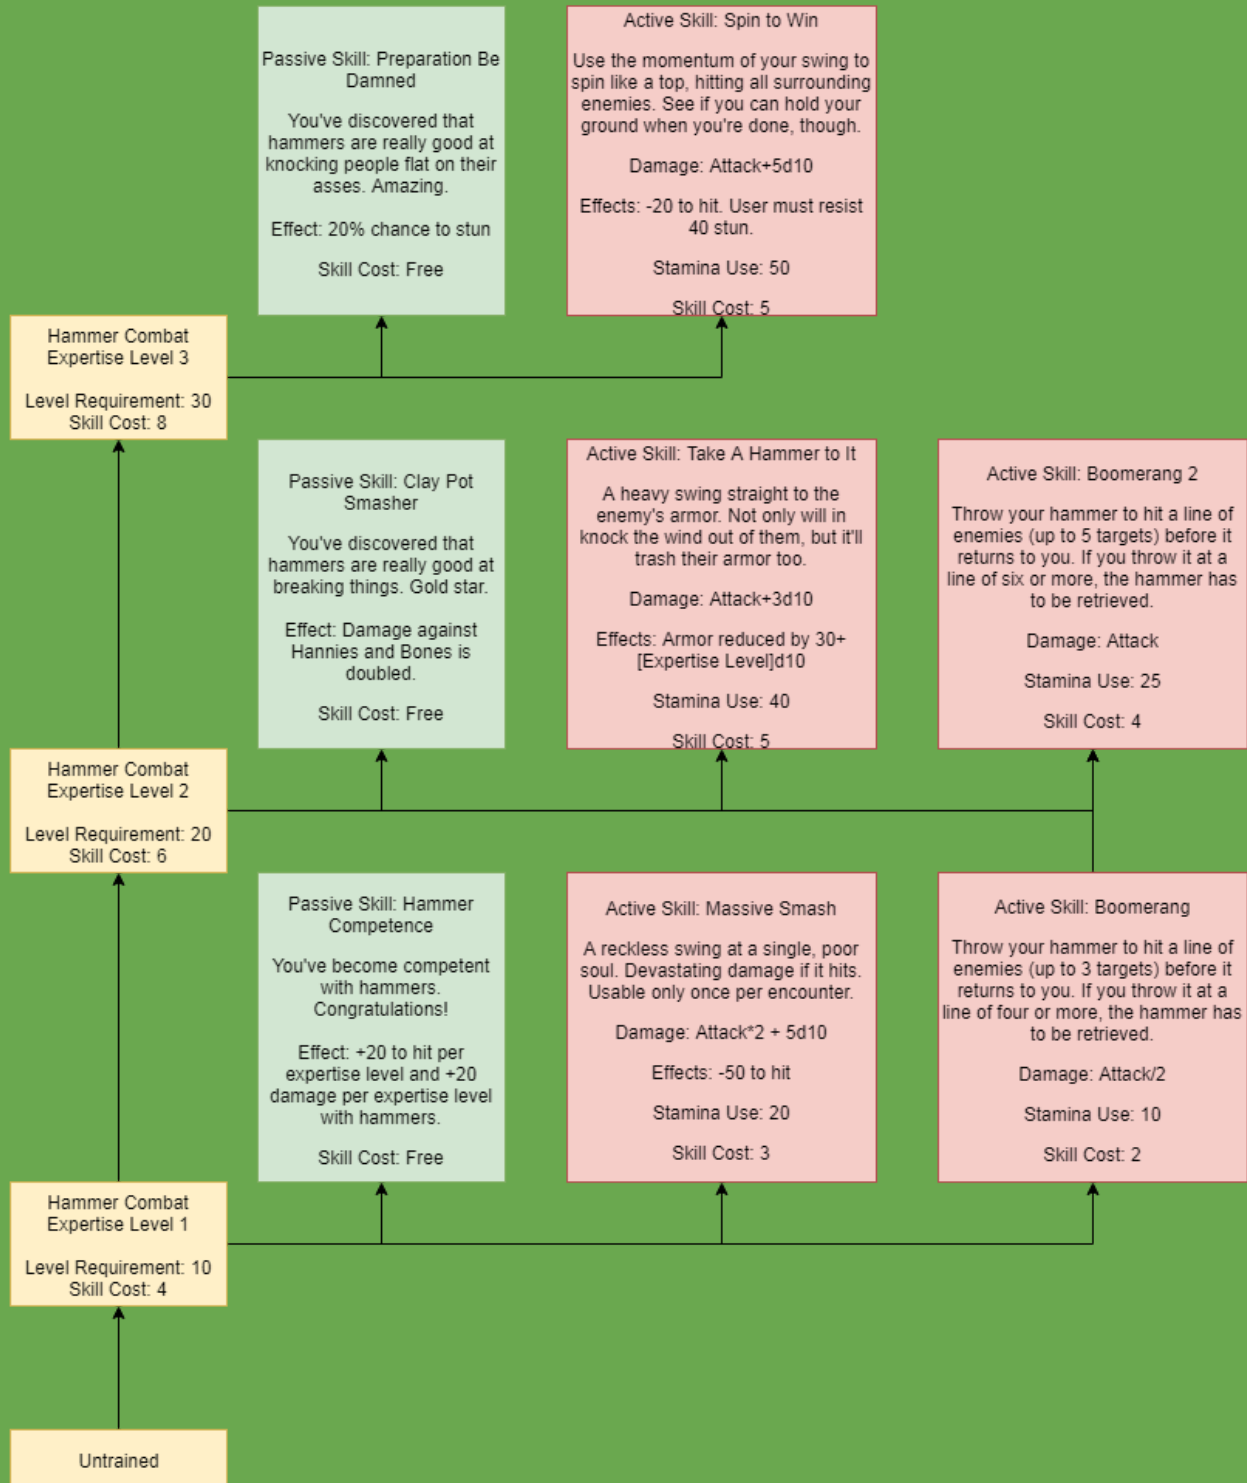 Passive Skill: Preparation Be
Damned
You've discovered that
hammers are really good at
knocking people flat on their
asses. Amazing.
Effect: 20% chance to stun
Skill Cost: Free
Active Skill: Spin to Win
Use the momentum of your swing to
spin like a top, hitting all surrounding
enemies. See if you can hold your
ground when you're done, though.
Damage: Attack+5d10
Effects: -20 to hit. User must resist
40 stun.
Stamina Use: 50
Skill Cost: 5
Hammer Combat
Expertise Level 3
Level Requirement: 30
Skill Cost: 8
Passive Skill: Clay Pot
Smasher
You've discovered that
hammers are really good at
breaking things. Gold star.
Effect: Damage against
Hannies and Bones is
doubled.
Skill Cost: Free
Active Skill: Take A Hammer to It
A heavy swing straight to the
enemy's armor. Not only will in
knock the wind out of them, but it'll
trash their armor too.
Damage: Attack+3d10
Effects: Armor reduced by 30+
[Expertise Level]d10
Stamina Use: 40
Skill Cost: 5
Active Skill: Boomerang 2
Throw your hammer to hit a line of
enemies (up to 5 targets) before it
returns to you. If you throw it at a
line of six or more, the hammer has
to be retrieved.
Damage: Attack
Stamina Use: 25
Skill Cost: 4
Hammer Combat
Expertise Level 2
Level Requirement: 20
Skill Cost: 6
Passive Skill: Hammer
Competence
You've become competent
with hammers.
Congratulations!
Effect: +20 to hit per
expertise level and +20
damage per expertise level
with hammers.
Skill Cost: Free
Active Skill: Massive Smash
A reckless swing at a single, poor
soul. Devastating damage if it hits.
Usable only once per encounter.
Damage: Attack*2 + 5d10
Effects: -50 to hit
Stamina Use: 20
Skill Cost: 3
Active Skill: Boomerang
Throw your hammer to hit a line of
enemies (up to 3 targets) before it
returns to you. If you throw it at a
line of four or more, the hammer has
to be retrieved.
Damage: Attack/2
Stamina Use: 10
Skill Cost: 2
Hammer Combat
Expertise Level 1
Level Requirement: 10
Skill Cost: 4
Untrained